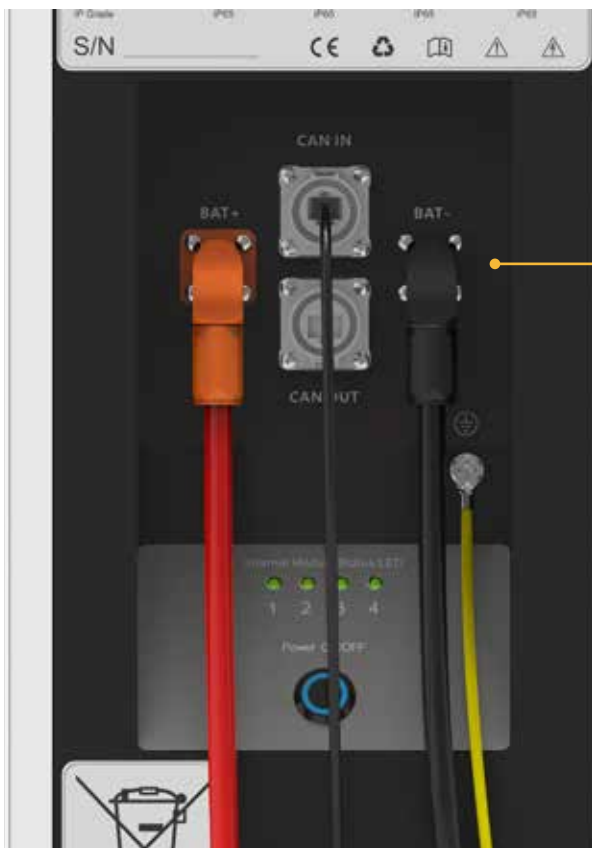 IP Grade IP65 IP65 IP65 IP65
S/N
CE
CAN IN
BAT+
BAT-
CAN OUT
Internal Module Status LED
1 2 3 4
Power ON/OFF